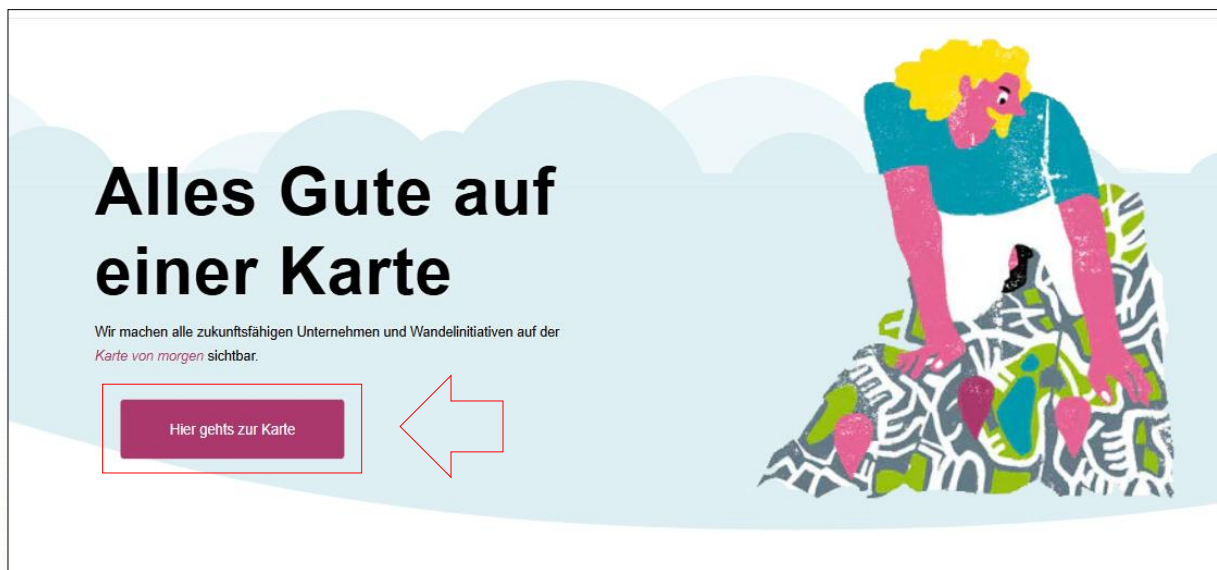 Alles Gute auf
einer Karte
Wir machen alle zukunftsfähigen Unternehmen und Wandelinitiativen auf der
Karte von morgen sichtbar.
Hier gehts zur Karte